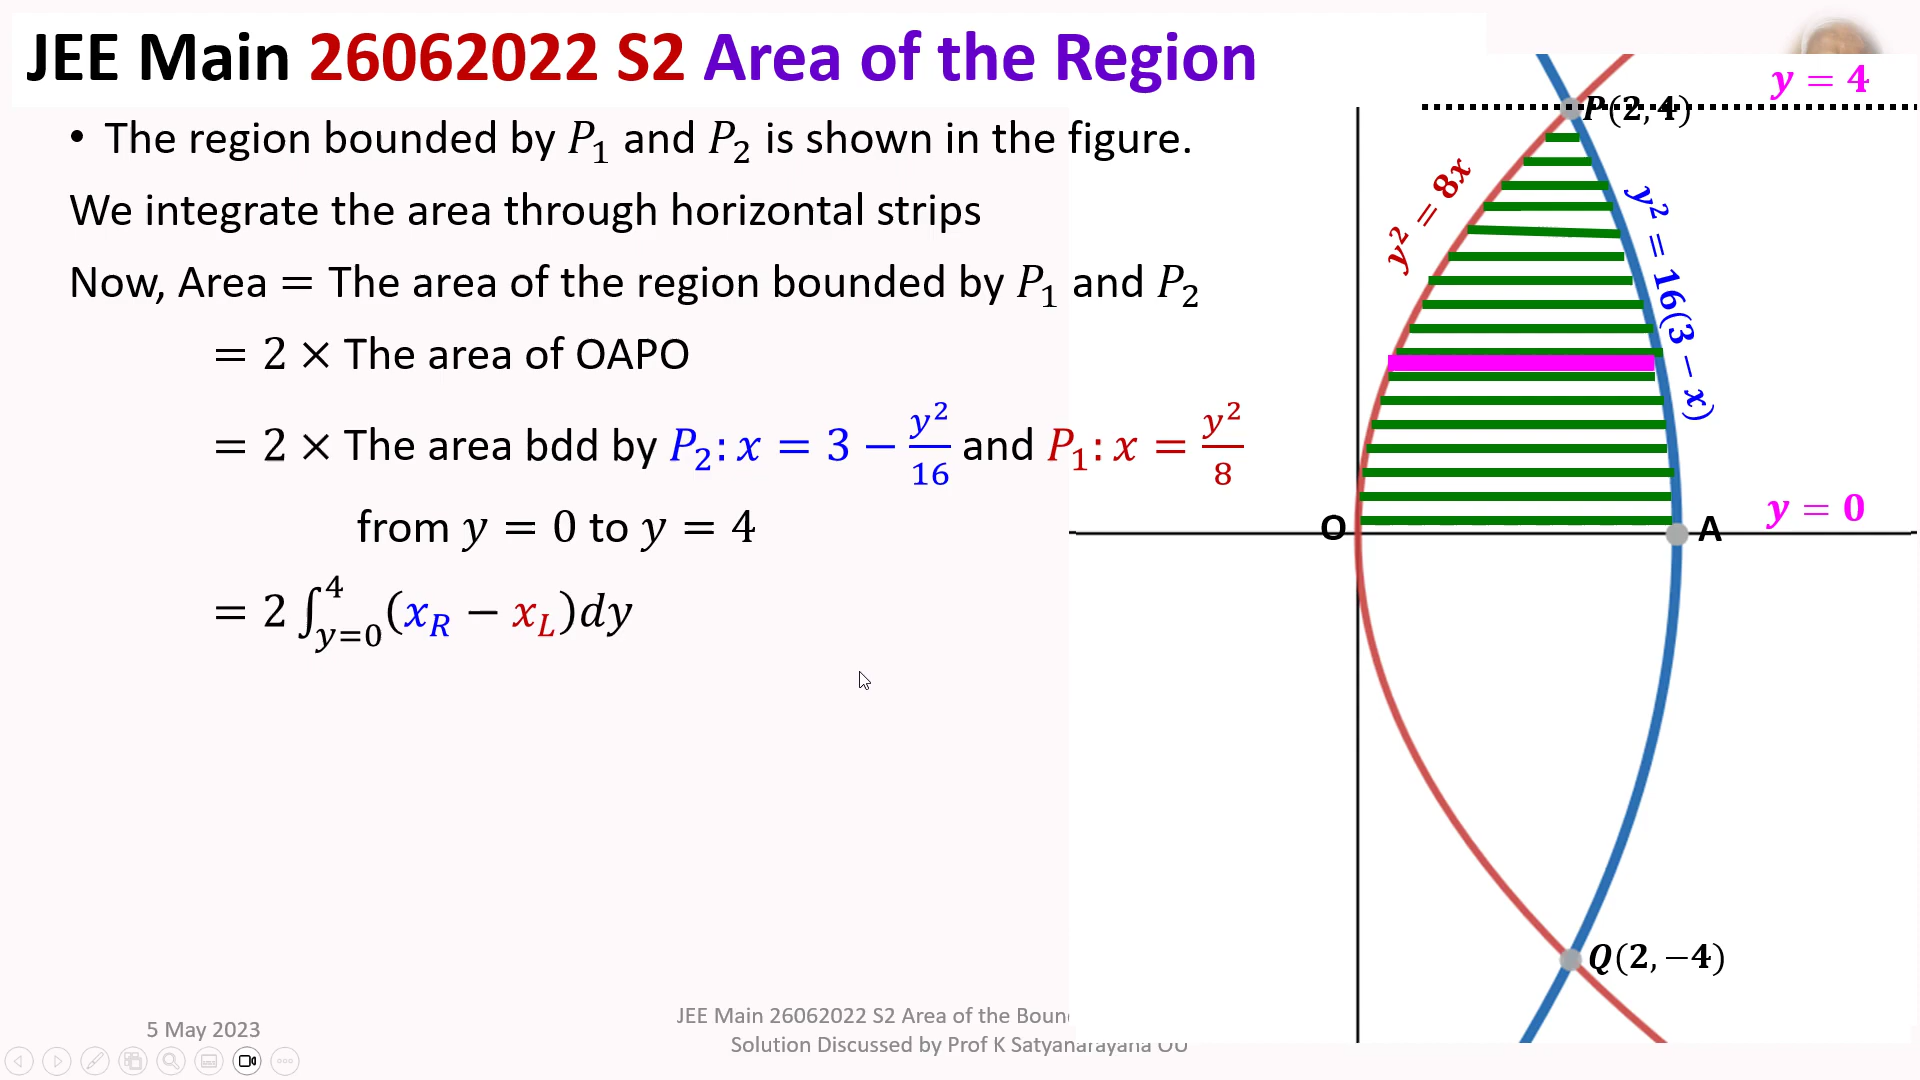 JEE Main 26062022 S2 Area of the Region
• The region bounded by P₁ and P₂ is shown in the figure.
We integrate the area through horizontal strips
Now, Area = The area of the region bounded by P₁ and P₂
= 2 × The area of OAPO
= 2 × The area bdd by P₂: x = 3 − y²/16 and P₁: x = y²/8
from y = 0 to y = 4
= 2 ∫_{y=0}^{4} (x_R − x_L)dy
y = 4
P(2, 4)
y² = 8x
y² = 16(3 − x)
y = 0
O
A
Q(2, −4)
5 May 2023
JEE Main 26062022 S2 Area of the Boun
Solution Discussed by Prof K Satyanarayana OU